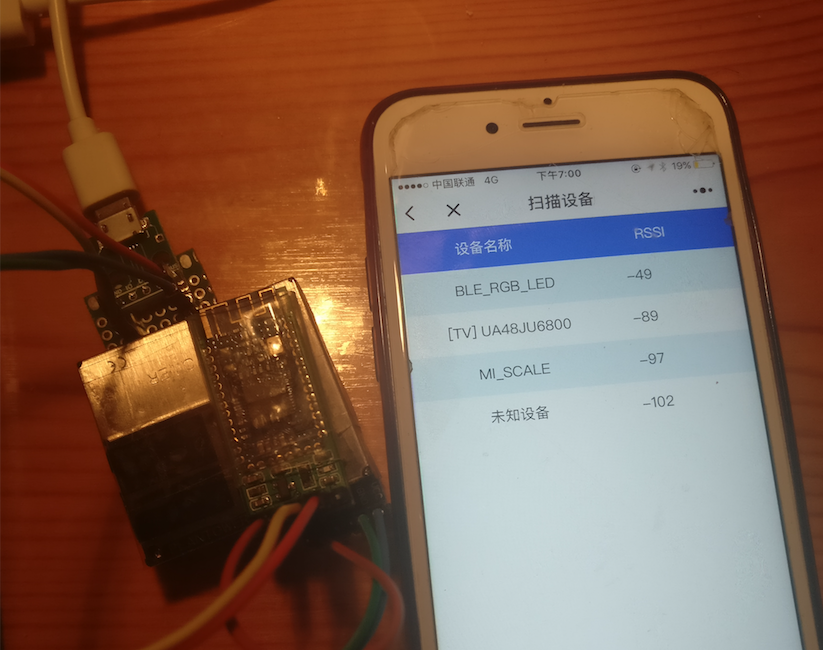 中国联通 4G 下午7:00 19%
扫描设备
设备名称 RSSI
BLE_RGB_LED -49
[TV] UA48JU6800 -89
MI_SCALE -97
未知设备 -102